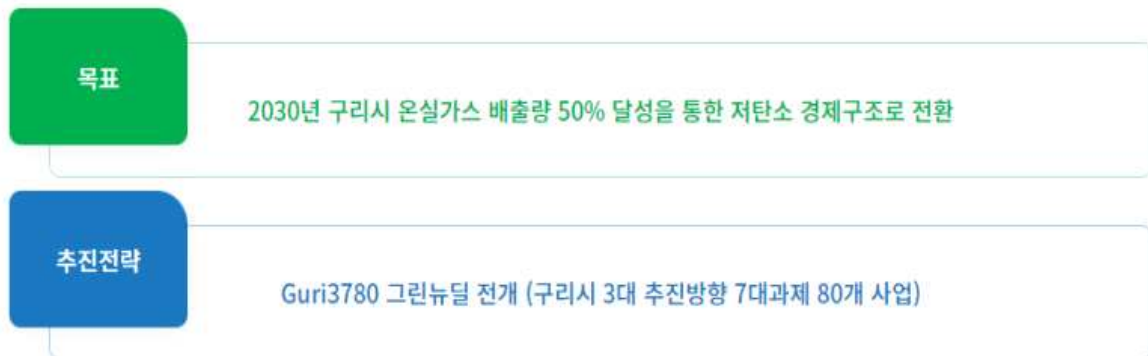 목표
2030년 구리시 온실가스 배출량 50% 달성을 통한 저탄소 경제구조로 전환
추진전략
Guri3780 그린뉴딜 전개 (구리시 3대 추진방향 7대과제 80개 사업)